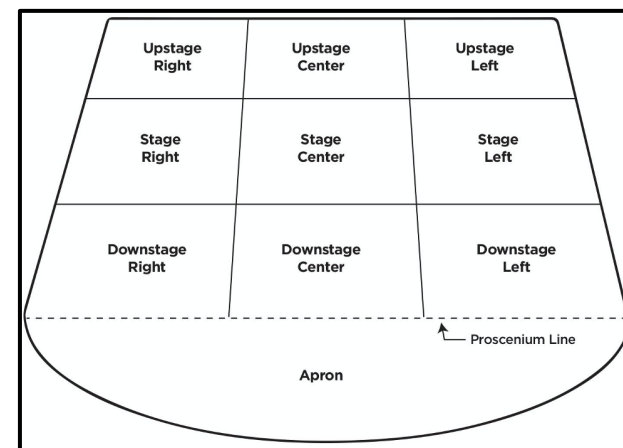 Upstage
Right
Upstage
Center
Upstage
Left
Stage
Right
Stage
Center
Stage
Left
Downstage
Right
Downstage
Center
Downstage
Left
Proscenium Line
Apron